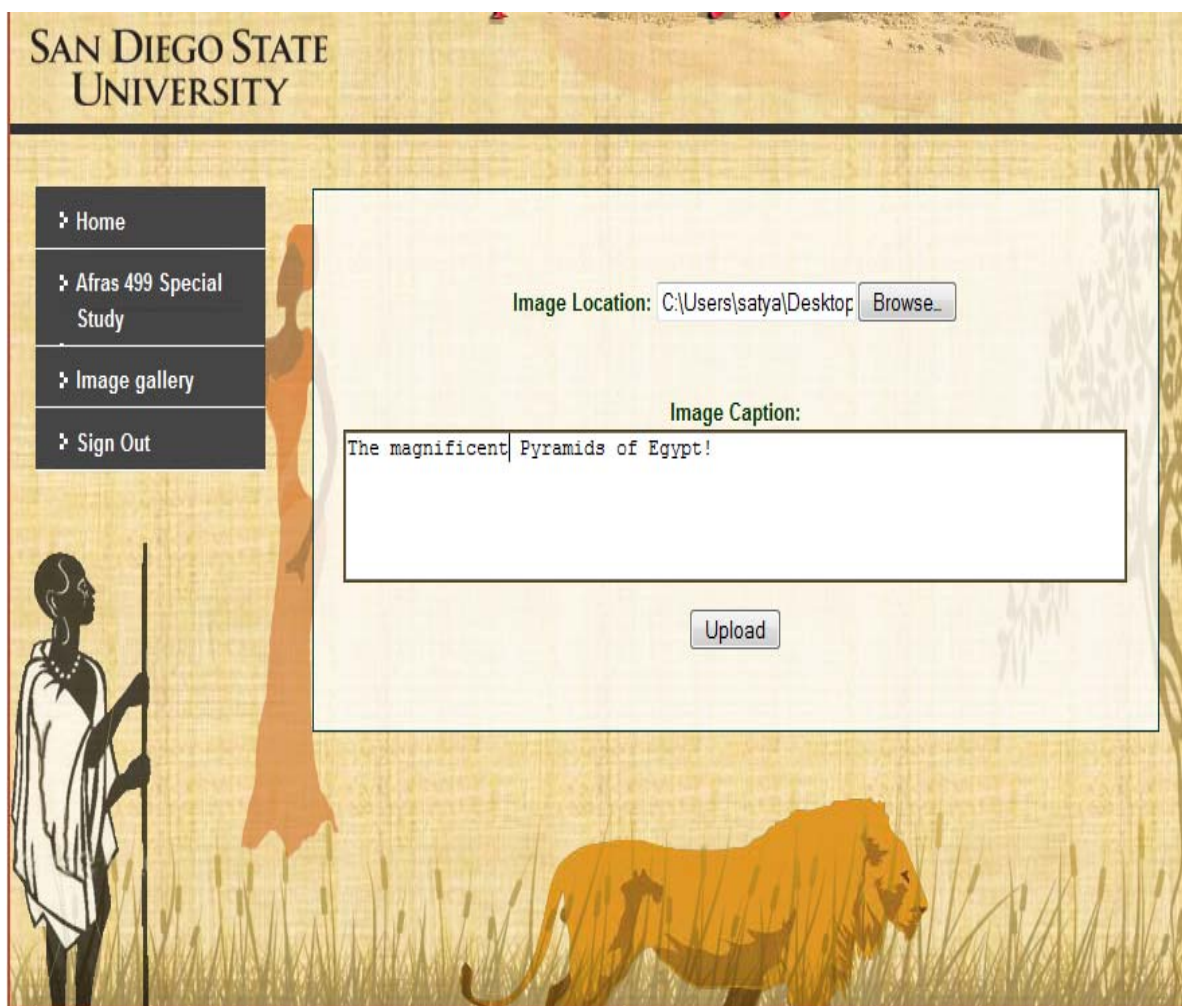 SAN DIEGO STATE
UNIVERSITY
Home
Afras 499 Special
Study
Image gallery
Sign Out
Image Location: C:\Users\satya\Desktop Browse...
Image Caption:
The magnificent Pyramids of Egypt!
Upload